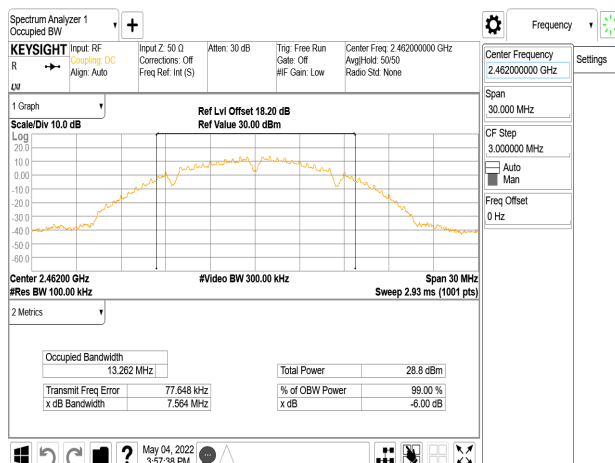 Spectrum Analyzer 1
Occupied BW
Frequency
KEYSIGHT
R
Input: RF
Coupling: DC
Align: Auto
Input Z: 50 Ω
Corrections: Off
Freq Ref: Int (S)
Atten: 30 dB
Trig: Free Run
Gate: Off
#IF Gain: Low
Center Freq: 2.462000000 GHz
Avg|Hold: 50/50
Radio Std: None
Center Frequency
2.462000000 GHz
Settings
Span
30.000 MHz
CF Step
3.000000 MHz
Auto
Man
Freq Offset
0 Hz
1 Graph
Scale/Div 10.0 dB
Ref Lvl Offset 18.20 dB
Ref Value 30.00 dBm
Log
20.0
10.0
0.00
-10.0
-20.0
-30.0
-40.0
-50.0
-60.0
Center 2.46200 GHz
#Res BW 100.00 kHz
#Video BW 300.00 kHz
Span 30 MHz
Sweep 2.93 ms (1001 pts)
2 Metrics
Occupied Bandwidth
13.262 MHz
Total Power 28.8 dBm
Transmit Freq Error 77.648 kHz
% of OBW Power 99.00 %
x dB Bandwidth 7.564 MHz
x dB -6.00 dB
?
May 04, 2022
3:57:38 PM